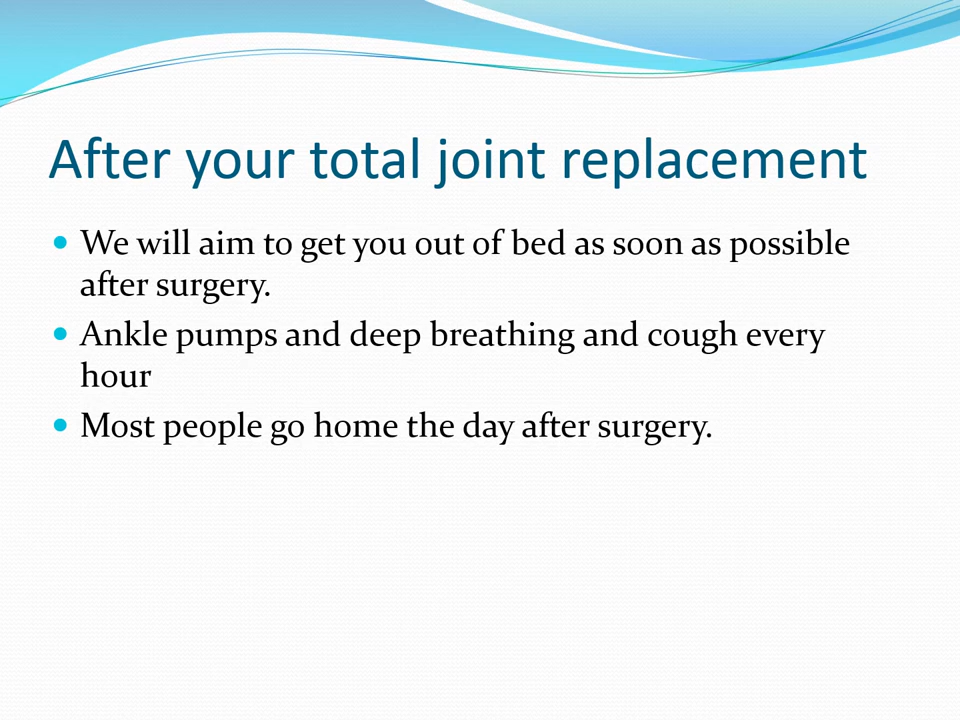 After your total joint replacement
• We will aim to get you out of bed as soon as possible
after surgery.
• Ankle pumps and deep breathing and cough every
hour
• Most people go home the day after surgery.